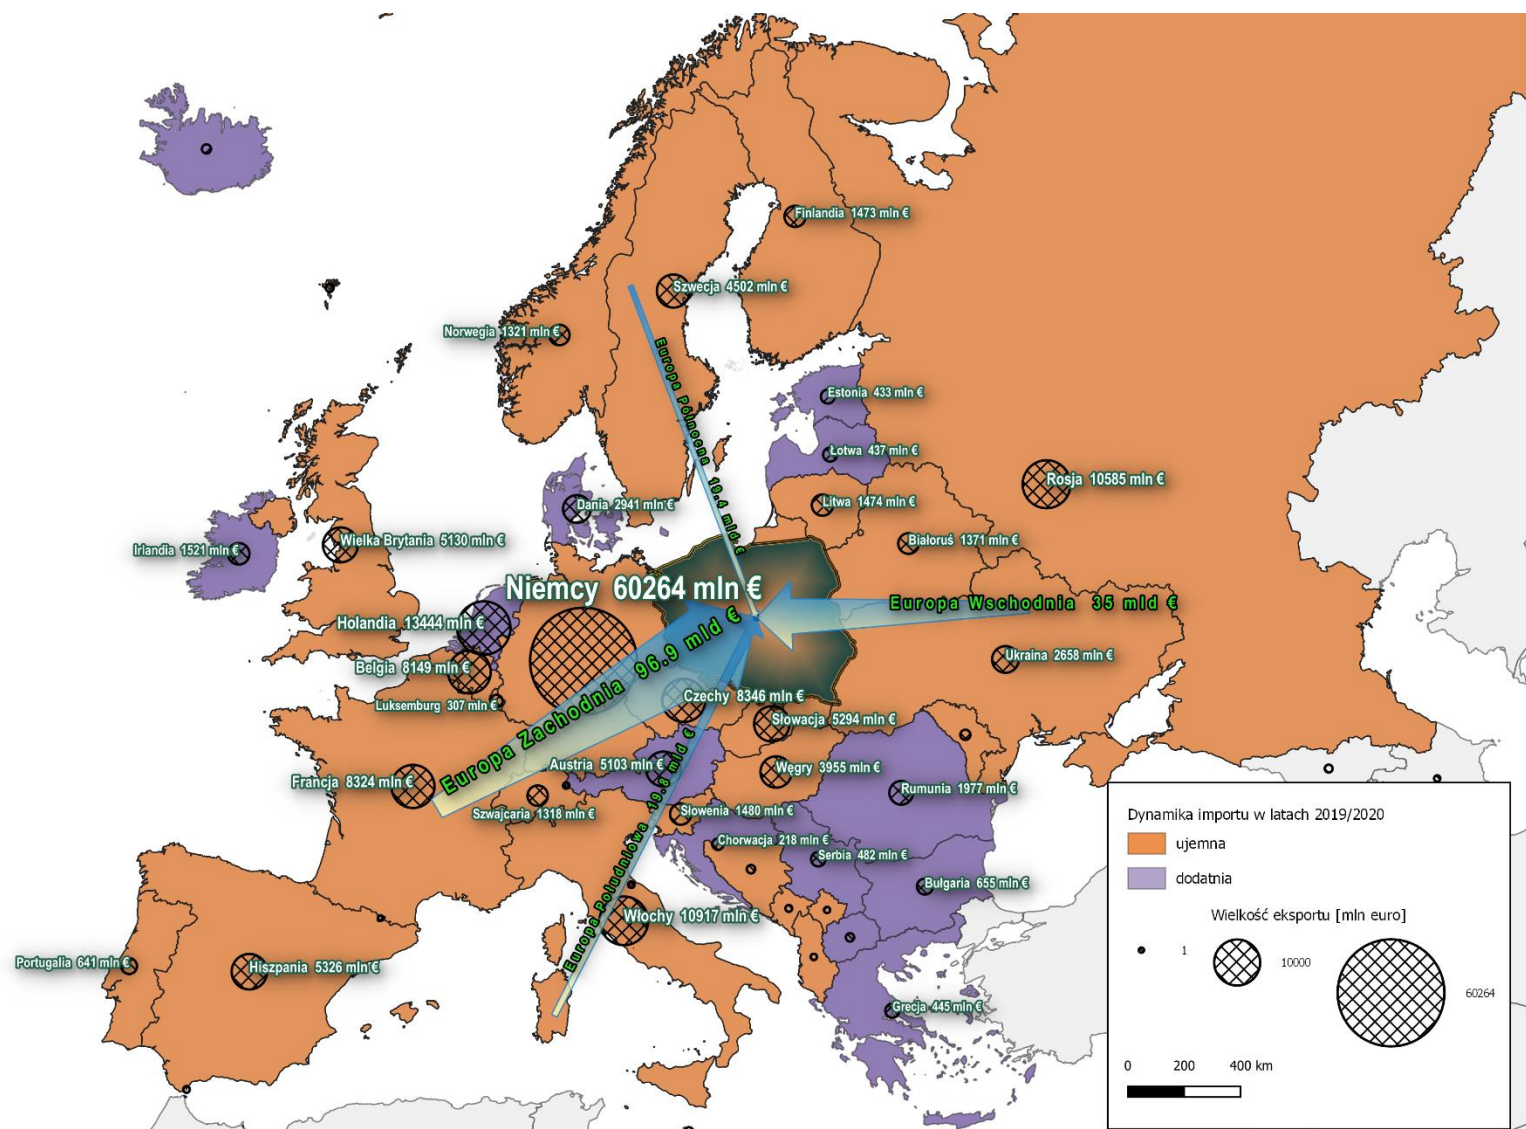 Finlandia 1473 mln €
Szwecja 4502 mln €
Norwegia 1321 mln €
Europa Północna 19.4 mld €
Estonia 433 mln €
Łotwa 437 mln €
Rosja 10585 mln €
Dania 2941 mln €
Litwa 1474 mln €
Irlandia 1521 mln €
Wielka Brytania 5130 mln €
Białoruś 1371 mln €
Niemcy 60264 mln €
Europa Wschodnia 35 mld €
Holandia 13444 mln €
Belgia 8149 mln €
Ukraina 2658 mln €
Europa Zachodnia 96.9 mld €
Luksemburg 307 mln €
Czechy 8346 mln €
Słowacja 5294 mln €
Francja 8324 mln €
Austria 5103 mln €
Węgry 3955 mln €
Rumunia 1977 mln €
Szwajcaria 1318 mln €
Słowenia 1480 mln €
Europa Południowa 19.8 mld €
Chorwacja 218 mln €
Serbia 482 mln €
Bułgaria 655 mln €
Włochy 10917 mln €
Portugalia 641 mln €
Hiszpania 5326 mln €
Grecja 445 mln €
Dynamika importu w latach 2019/2020
ujemna
dodatnia
Wielkość eksportu [mln euro]
1
10000
60264
0 200 400 km